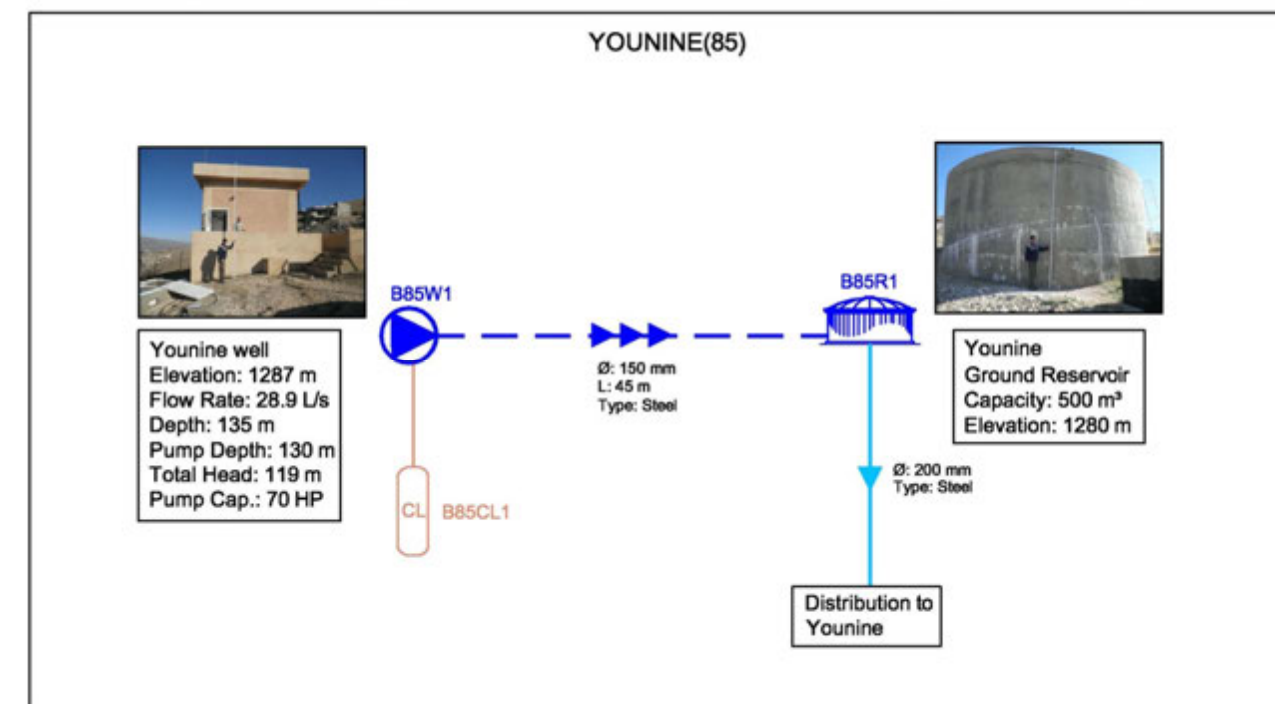 YOUNINE(85)
B85W1
B85R1
Younine well
Elevation: 1287 m
Flow Rate: 28.9 L/s
Depth: 135 m
Pump Depth: 130 m
Total Head: 119 m
Pump Cap.: 70 HP
Ø: 150 mm
L: 45 m
Type: Steel
Younine
Ground Reservoir
Capacity: 500 m³
Elevation: 1280 m
Ø: 200 mm
Type: Steel
CL
B85CL1
Distribution to
Younine